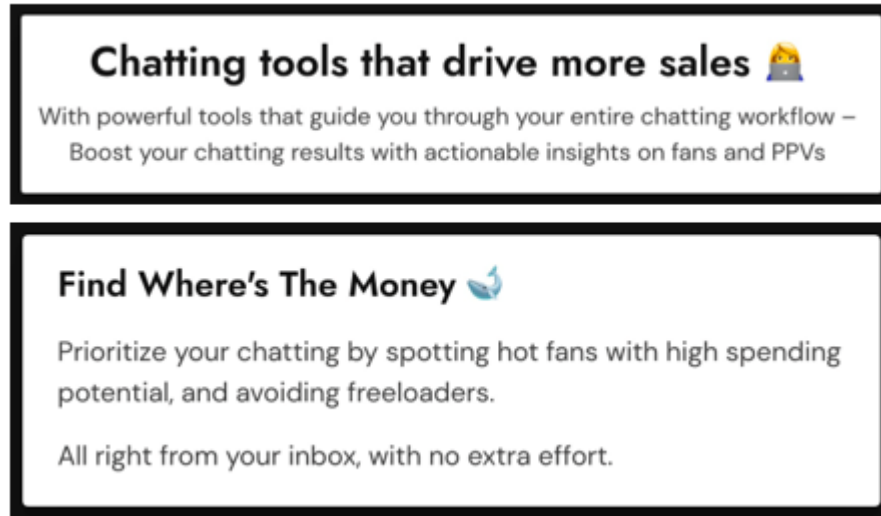 Chatting tools that drive more sales 👩‍💻
With powerful tools that guide you through your entire chatting workflow –
Boost your chatting results with actionable insights on fans and PPVs
Find Where's The Money 🐋
Prioritize your chatting by spotting hot fans with high spending
potential, and avoiding freeloaders.
All right from your inbox, with no extra effort.